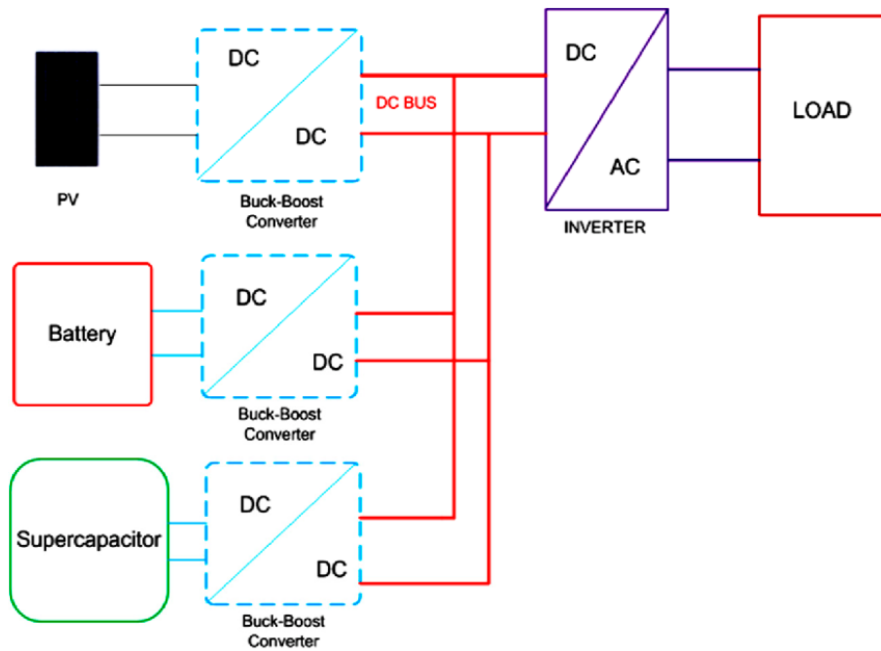 DC
DC
PV
Buck-Boost
Converter
DC BUS
DC
AC
INVERTER
LOAD
Battery
DC
DC
Buck-Boost
Converter
Supercapacitor
DC
DC
Buck-Boost
Converter